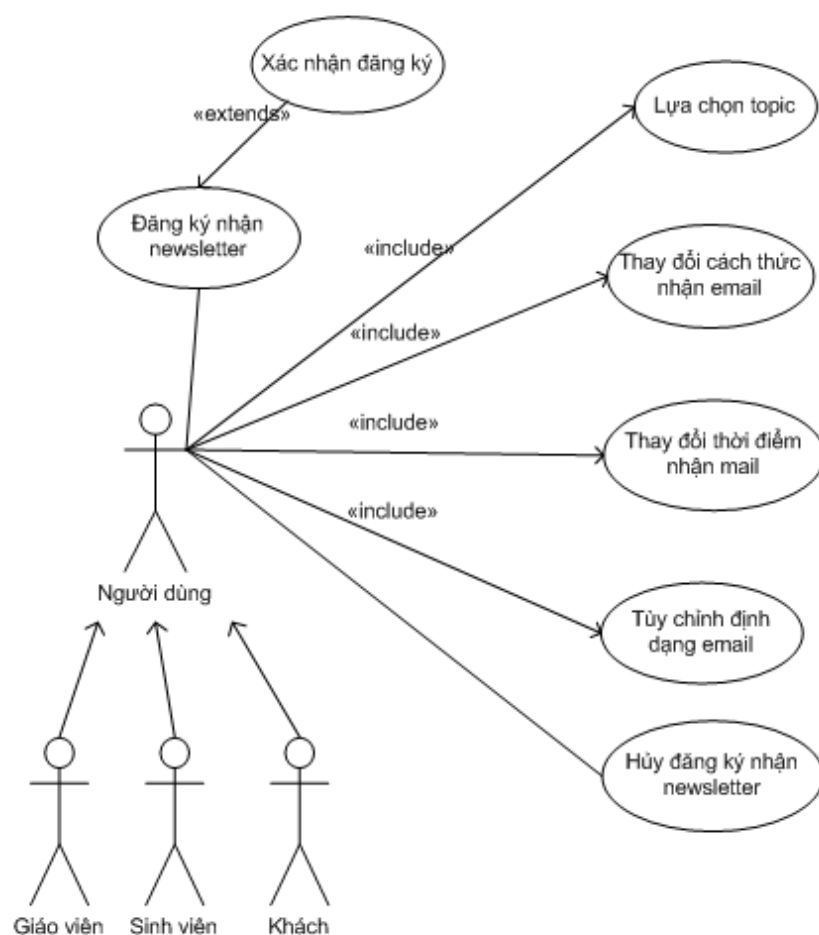 Xác nhận đăng ký
«extends»
Lựa chọn topic
Đăng ký nhận
newsletter
«include»
Thay đổi cách thức
nhận email
«include»
«include»
Thay đổi thời điểm
nhận mail
«include»
Người dùng
Tùy chỉnh định
dạng email
Hủy đăng ký nhận
newsletter
Giáo viên
Sinh viên
Khách